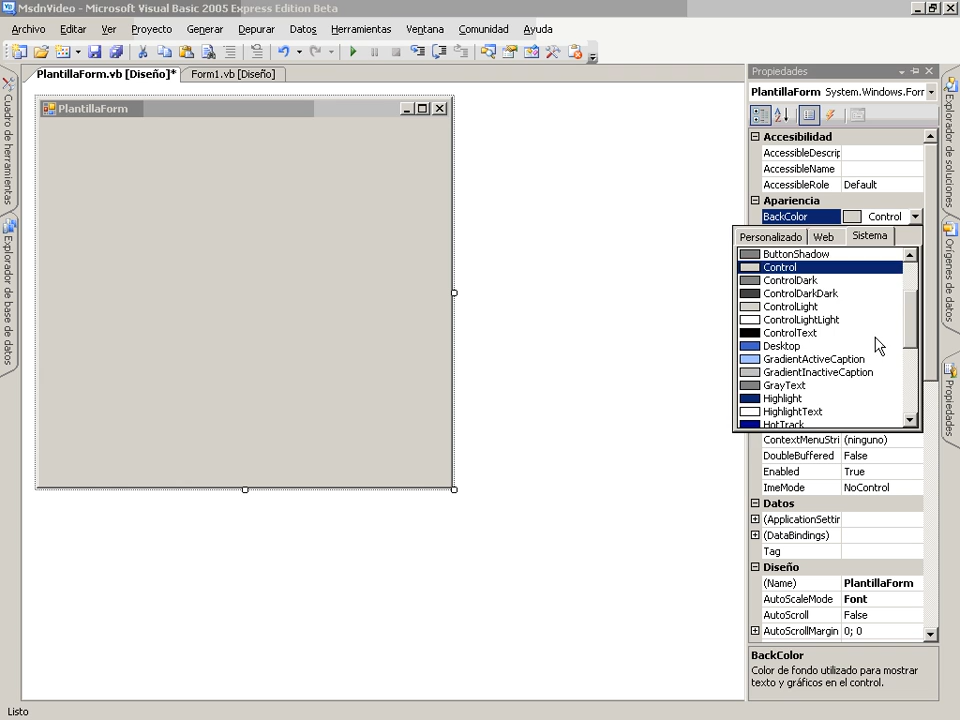 MsdnVideo - Microsoft Visual Basic 2005 Express Edition Beta
Archivo Editar Ver Proyecto Generar Depurar Datos Herramientas Ventana Comunidad Ayuda
PlantillaForm.vb [Diseño]* Form1.vb [Diseño]
Cuadro de herramientas
Explorador de base de datos
PlantillaForm
Propiedades
PlantillaForm System.Windows.Forr
Accesibilidad
AccessibleDescrip
AccessibleName
AccessibleRole Default
Apariencia
BackColor Control
Personalizado Web Sistema
ButtonShadow
Control
ControlDark
ControlDarkDark
ControlLight
ControlLightLight
ControlText
Desktop
GradientActiveCaption
GradientInactiveCaption
GrayText
Highlight
HighlightText
HotTrack
ContextMenuStri (ninguno)
DoubleBuffered False
Enabled True
ImeMode NoControl
Datos
(ApplicationSettir
(DataBindings)
Tag
Diseño
(Name) PlantillaForm
AutoScaleMode Font
AutoScroll False
AutoScrollMargin 0; 0
BackColor
Color de fondo utilizado para mostrar
texto y gráficos en el control.
Explorador de soluciones
Orígenes de datos
Propiedades
Listo